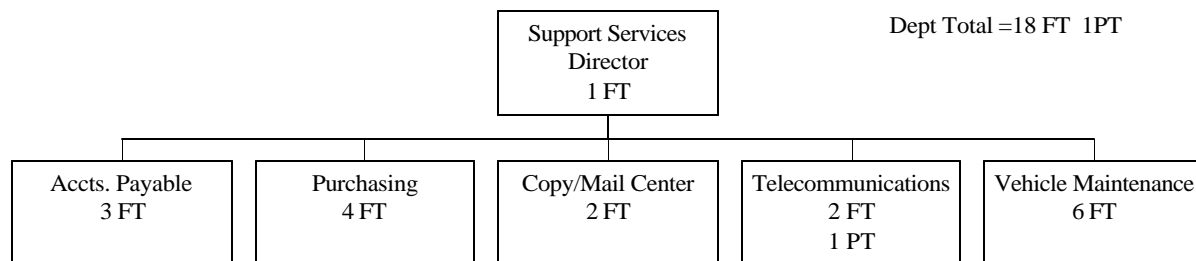 Support Services
Director
1 FT
Dept Total =18 FT 1PT
Accts. Payable
3 FT
Purchasing
4 FT
Copy/Mail Center
2 FT
Telecommunications
2 FT
1 PT
Vehicle Maintenance
6 FT